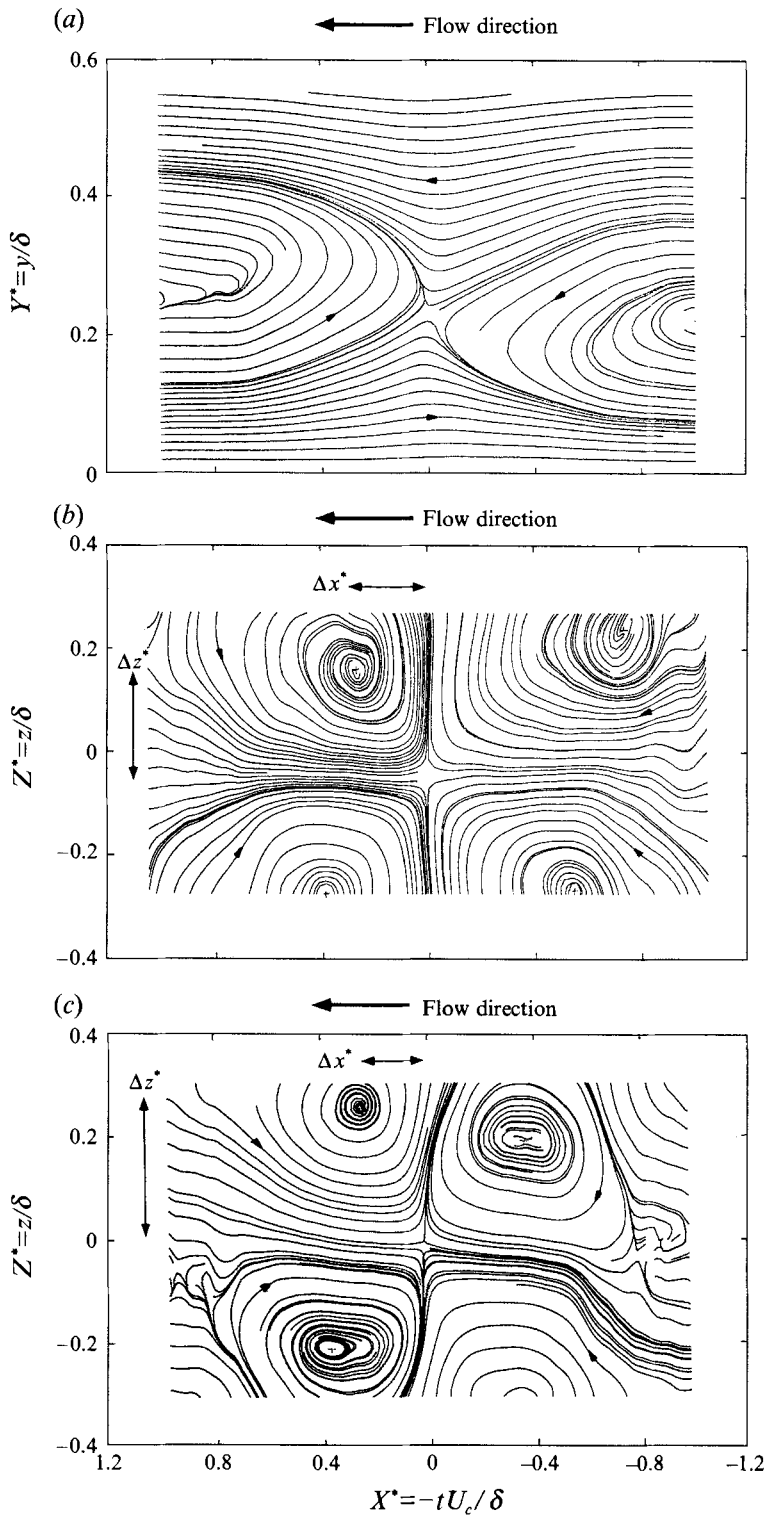 (a)
Flow direction
0.6
0.4
0.2
0
Y* = y/δ
(b)
Flow direction
0.4
0.2
0
−0.2
−0.4
Z* = z/δ
Δx*
Δz*
(c)
Flow direction
0.4
0.2
0
−0.2
−0.4
Z* = z/δ
Δx*
Δz*
1.2 0.8 0.4 0 −0.4 −0.8 −1.2
X* = −tU_c/δ